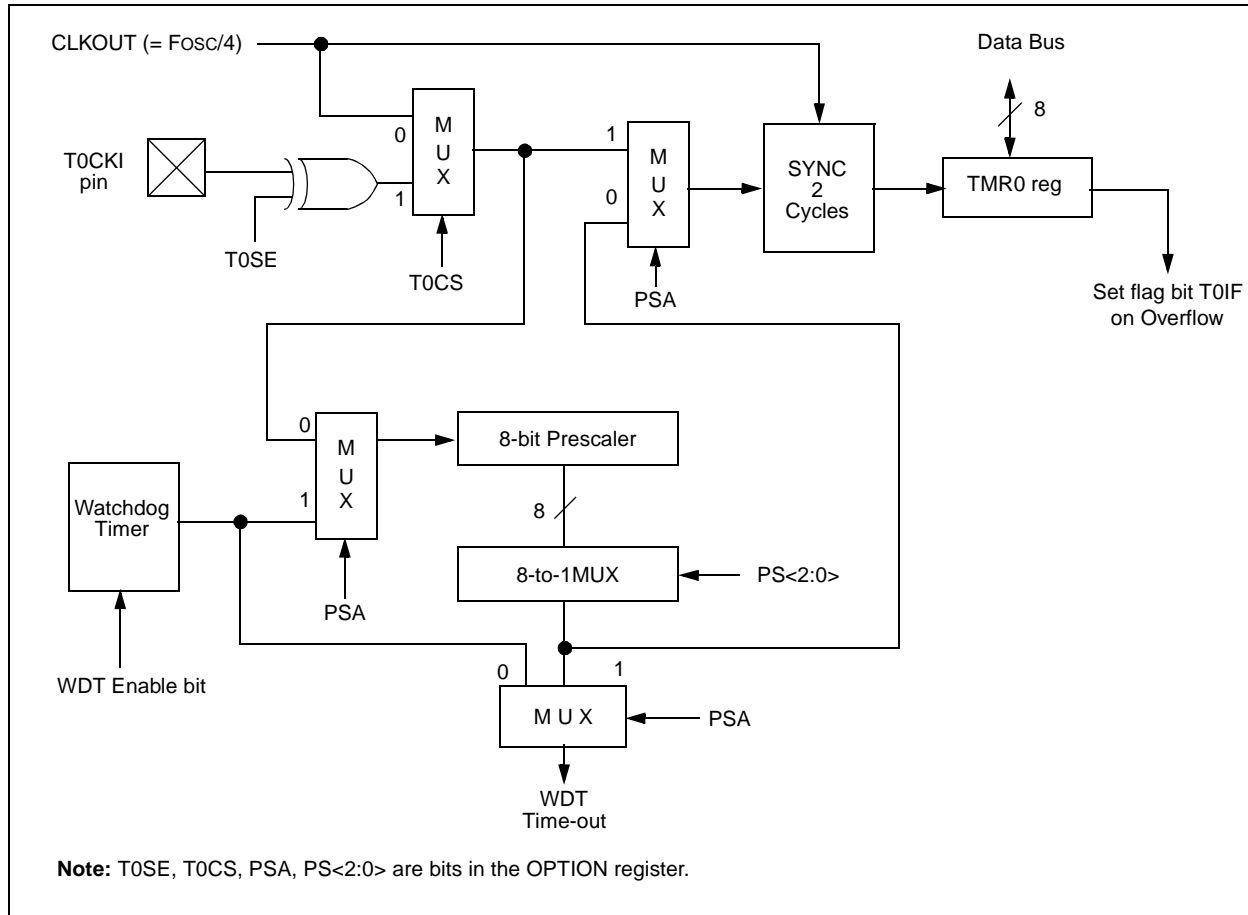 CLKOUT (= FOSC/4)
Data Bus
8
M
U
X
0
1
T0CKI
pin
T0SE
T0CS
1
0
M
U
X
PSA
SYNC
2
Cycles
TMR0 reg
Set flag bit T0IF
on Overflow
0
1
M
U
X
PSA
8-bit Prescaler
8
Watchdog
Timer
8-to-1MUX
PS<2:0>
WDT Enable bit
0
1
M U X
PSA
WDT
Time-out
Note: T0SE, T0CS, PSA, PS<2:0> are bits in the OPTION register.